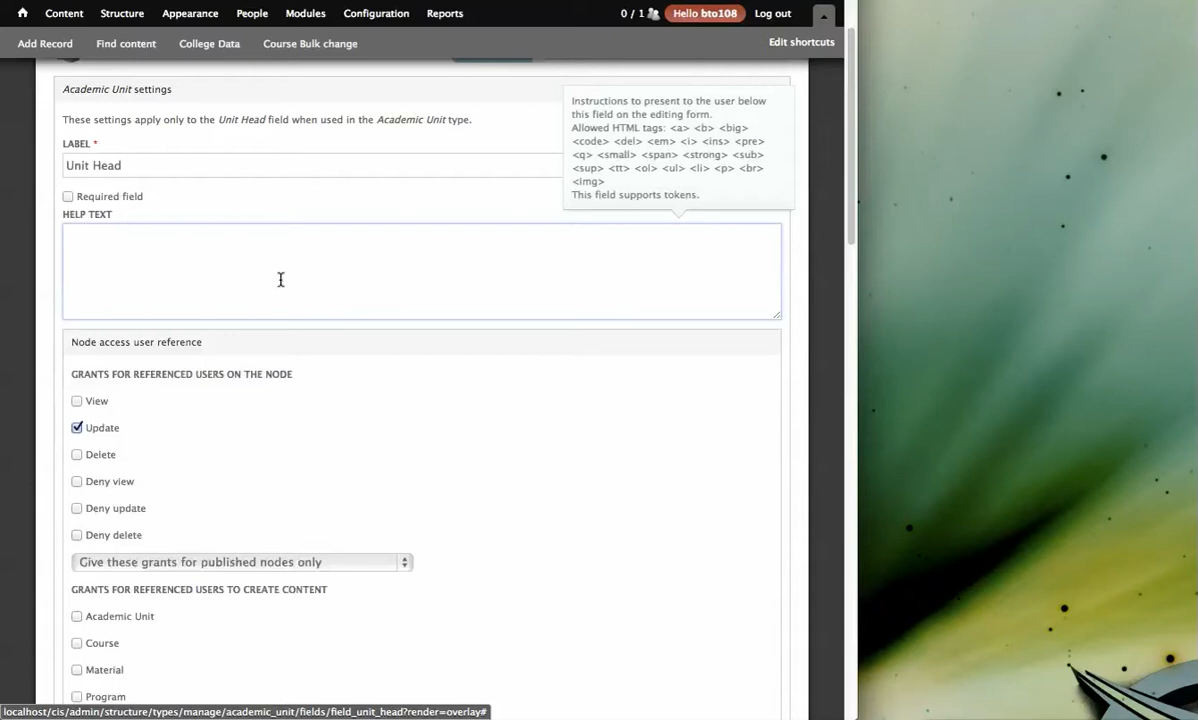 Content Structure Appearance People Modules Configuration Reports 0 / 1 Hello bto108 Log out
Add Record Find content College Data Course Bulk change Edit shortcuts
Academic Unit settings
These settings apply only to the Unit Head field when used in the Academic Unit type.
LABEL *
Unit Head
Required field
HELP TEXT
Instructions to present to the user below
this field on the editing form.
Allowed HTML tags: <a> <b> <big>
<code> <del> <em> <i> <ins> <pre>
<q> <small> <span> <strong> <sub>
<sup> <tt> <ol> <ul> <li> <p> <br>
<img>
This field supports tokens.
Node access user reference
GRANTS FOR REFERENCED USERS ON THE NODE
View
Update
Delete
Deny view
Deny update
Deny delete
Give these grants for published nodes only
GRANTS FOR REFERENCED USERS TO CREATE CONTENT
Academic Unit
Course
Material
Program
localhost/cis/admin/structure/types/manage/academic_unit/fields/field_unit_head?render=overlay#